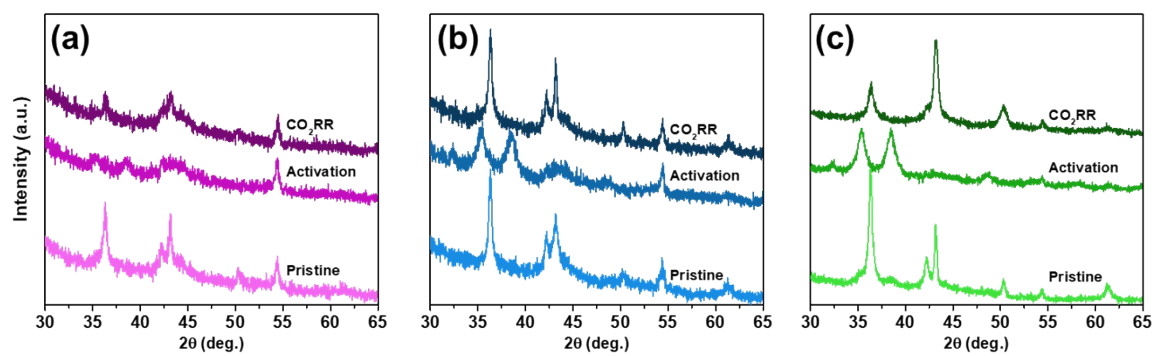 (a)
(b)
(c)
Intensity (a.u.)
CO₂RR
Activation
Pristine
CO₂RR
Activation
Pristine
CO₂RR
Activation
Pristine
30 35 40 45 50 55 60 65
30 35 40 45 50 55 60 65
30 35 40 45 50 55 60 65
2θ (deg.)
2θ (deg.)
2θ (deg.)